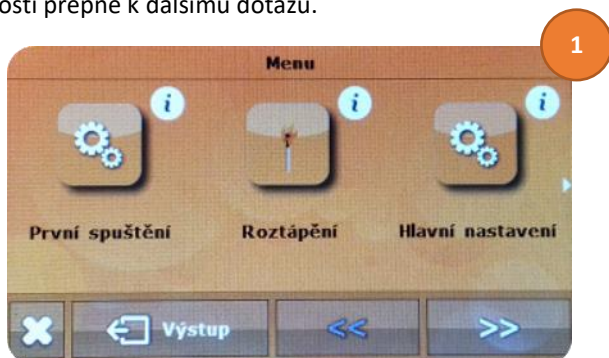 osti přepne k dalšímu dotazu.
1
Menu
i i i
První spuštění Roztápění Hlavní nastavení
Výstup << >>